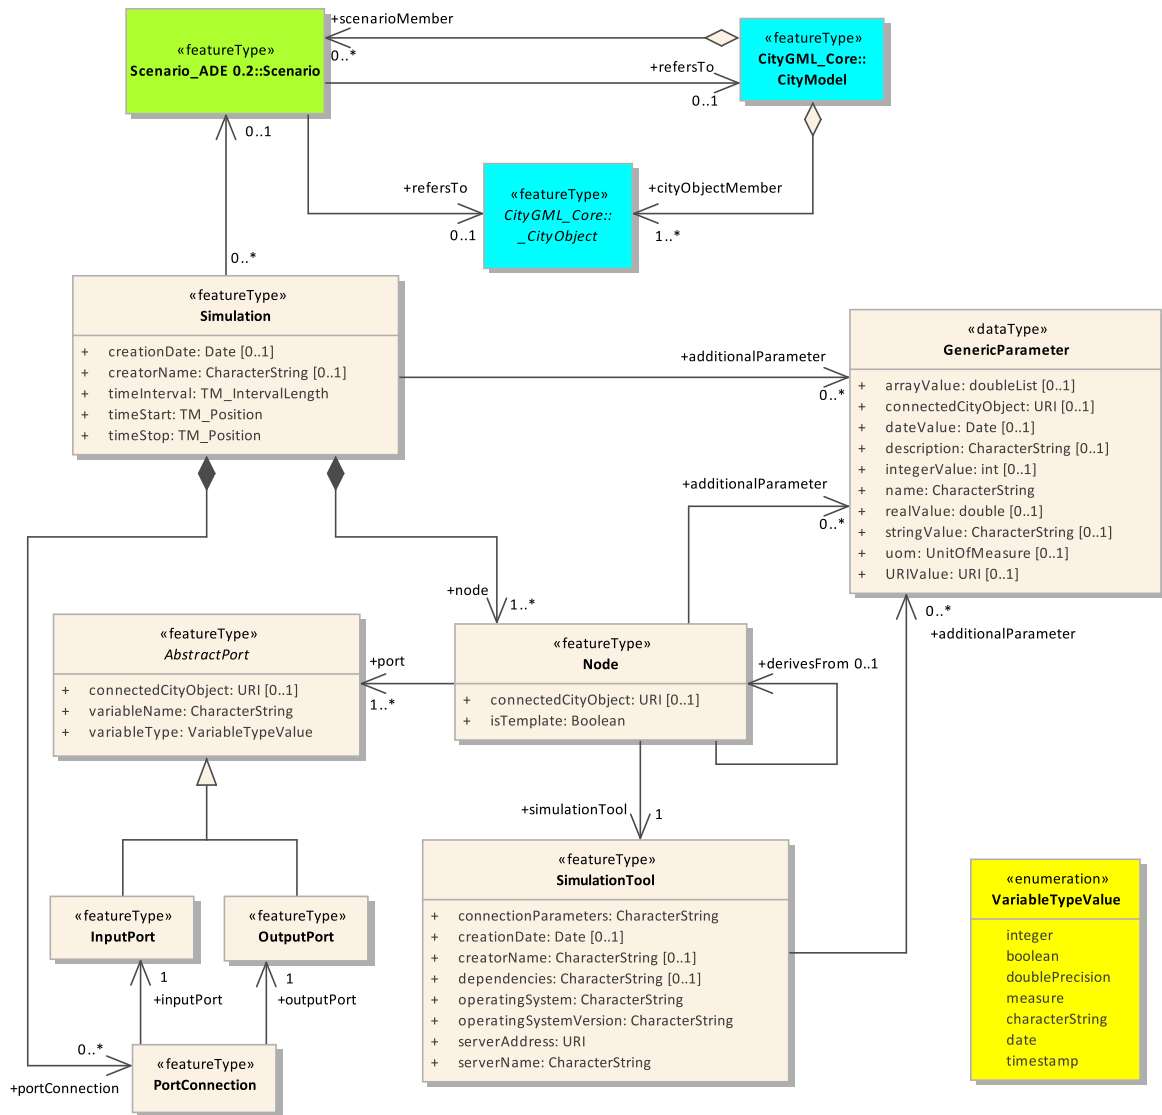 +scenarioMember
0..*
«featureType»
Scenario_ADE 0.2::Scenario
«featureType»
CityGML_Core::
CityModel
+refersTo
0..1
0..1
+refersTo
0..1
«featureType»
CityGML_Core::
_CityObject
+cityObjectMember
1..*
0..*
«featureType»
Simulation
+ creationDate: Date [0..1]
+ creatorName: CharacterString [0..1]
+ timeInterval: TM_IntervalLength
+ timeStart: TM_Position
+ timeStop: TM_Position
+additionalParameter
0..*
«dataType»
GenericParameter
+ arrayValue: doubleList [0..1]
+ connectedCityObject: URI [0..1]
+ dateValue: Date [0..1]
+ description: CharacterString [0..1]
+ integerValue: int [0..1]
+ name: CharacterString
+ realValue: double [0..1]
+ stringValue: CharacterString [0..1]
+ uom: UnitOfMeasure [0..1]
+ URIValue: URI [0..1]
+additionalParameter
0..*
+node
1..*
0..*
+additionalParameter
«featureType»
AbstractPort
+ connectedCityObject: URI [0..1]
+ variableName: CharacterString
+ variableType: VariableTypeValue
+port
1..*
«featureType»
Node
+ connectedCityObject: URI [0..1]
+ isTemplate: Boolean
+derivesFrom 0..1
+simulationTool
1
«featureType»
SimulationTool
+ connectionParameters: CharacterString
+ creationDate: Date [0..1]
+ creatorName: CharacterString [0..1]
+ dependencies: CharacterString [0..1]
+ operatingSystem: CharacterString
+ operatingSystemVersion: CharacterString
+ serverAddress: URI
+ serverName: CharacterString
«enumeration»
VariableTypeValue
integer
boolean
doublePrecision
measure
characterString
date
timestamp
«featureType»
InputPort
«featureType»
OutputPort
1
+inputPort
1
+outputPort
0..*
+portConnection
«featureType»
PortConnection